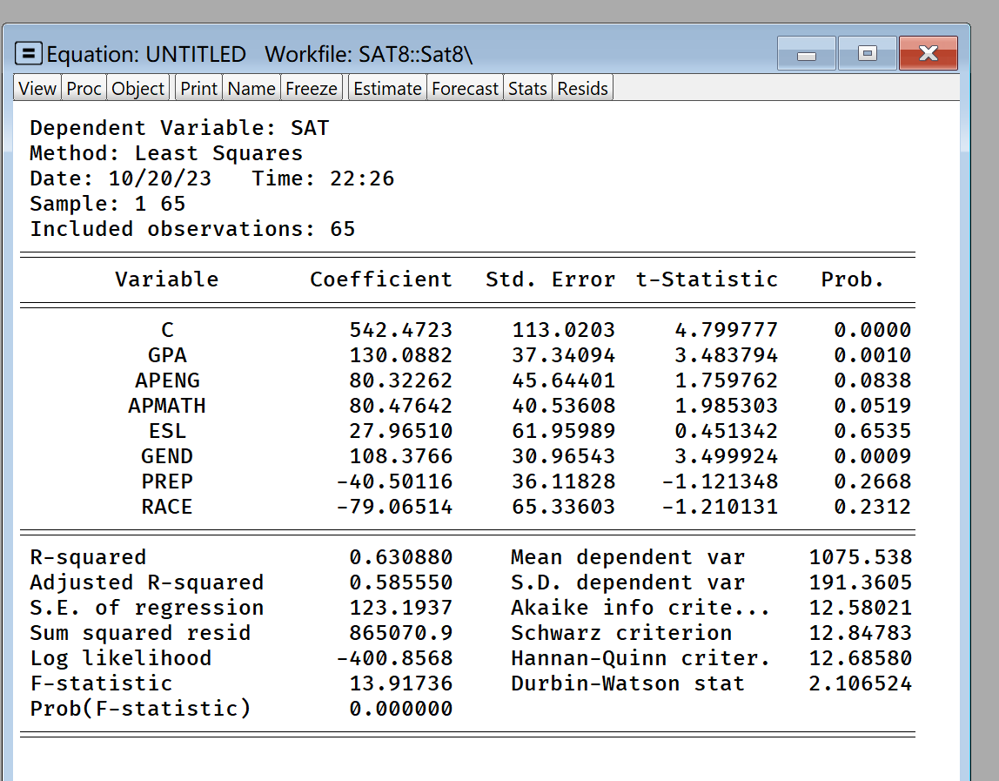 Equation: UNTITLED Workfile: SAT8::Sat8\
View Proc Object Print Name Freeze Estimate Forecast Stats Resids
Dependent Variable: SAT
Method: Least Squares
Date: 10/20/23 Time: 22:26
Sample: 1 65
Included observations: 65
Variable Coefficient Std. Error t-Statistic Prob.
C 542.4723 113.0203 4.799777 0.0000
GPA 130.0882 37.34094 3.483794 0.0010
APENG 80.32262 45.64401 1.759762 0.0838
APMATH 80.47642 40.53608 1.985303 0.0519
ESL 27.96510 61.95989 0.451342 0.6535
GEND 108.3766 30.96543 3.499924 0.0009
PREP -40.50116 36.11828 -1.121348 0.2668
RACE -79.06514 65.33603 -1.210131 0.2312
R-squared 0.630880 Mean dependent var 1075.538
Adjusted R-squared 0.585550 S.D. dependent var 191.3605
S.E. of regression 123.1937 Akaike info crite... 12.58021
Sum squared resid 865070.9 Schwarz criterion 12.84783
Log likelihood -400.8568 Hannan-Quinn criter. 12.68580
F-statistic 13.91736 Durbin-Watson stat 2.106524
Prob(F-statistic) 0.000000